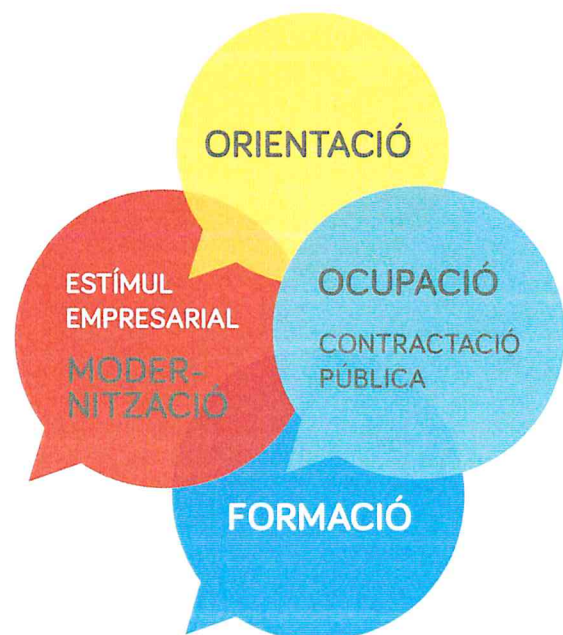 ORIENTACIÓ
ESTÍMUL
EMPRESARIAL
MODER-
NITZACIÓ
OCUPACIÓ
CONTRACTACIÓ
PÚBLICA
FORMACIÓ